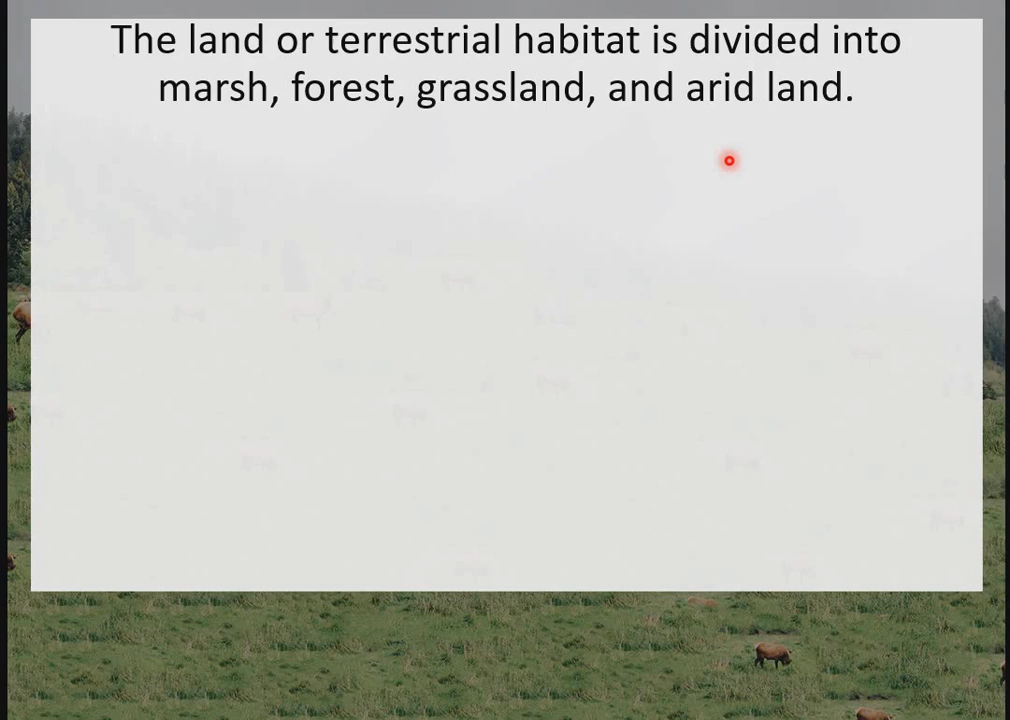 The land or terrestrial habitat is divided into
marsh, forest, grassland, and arid land.